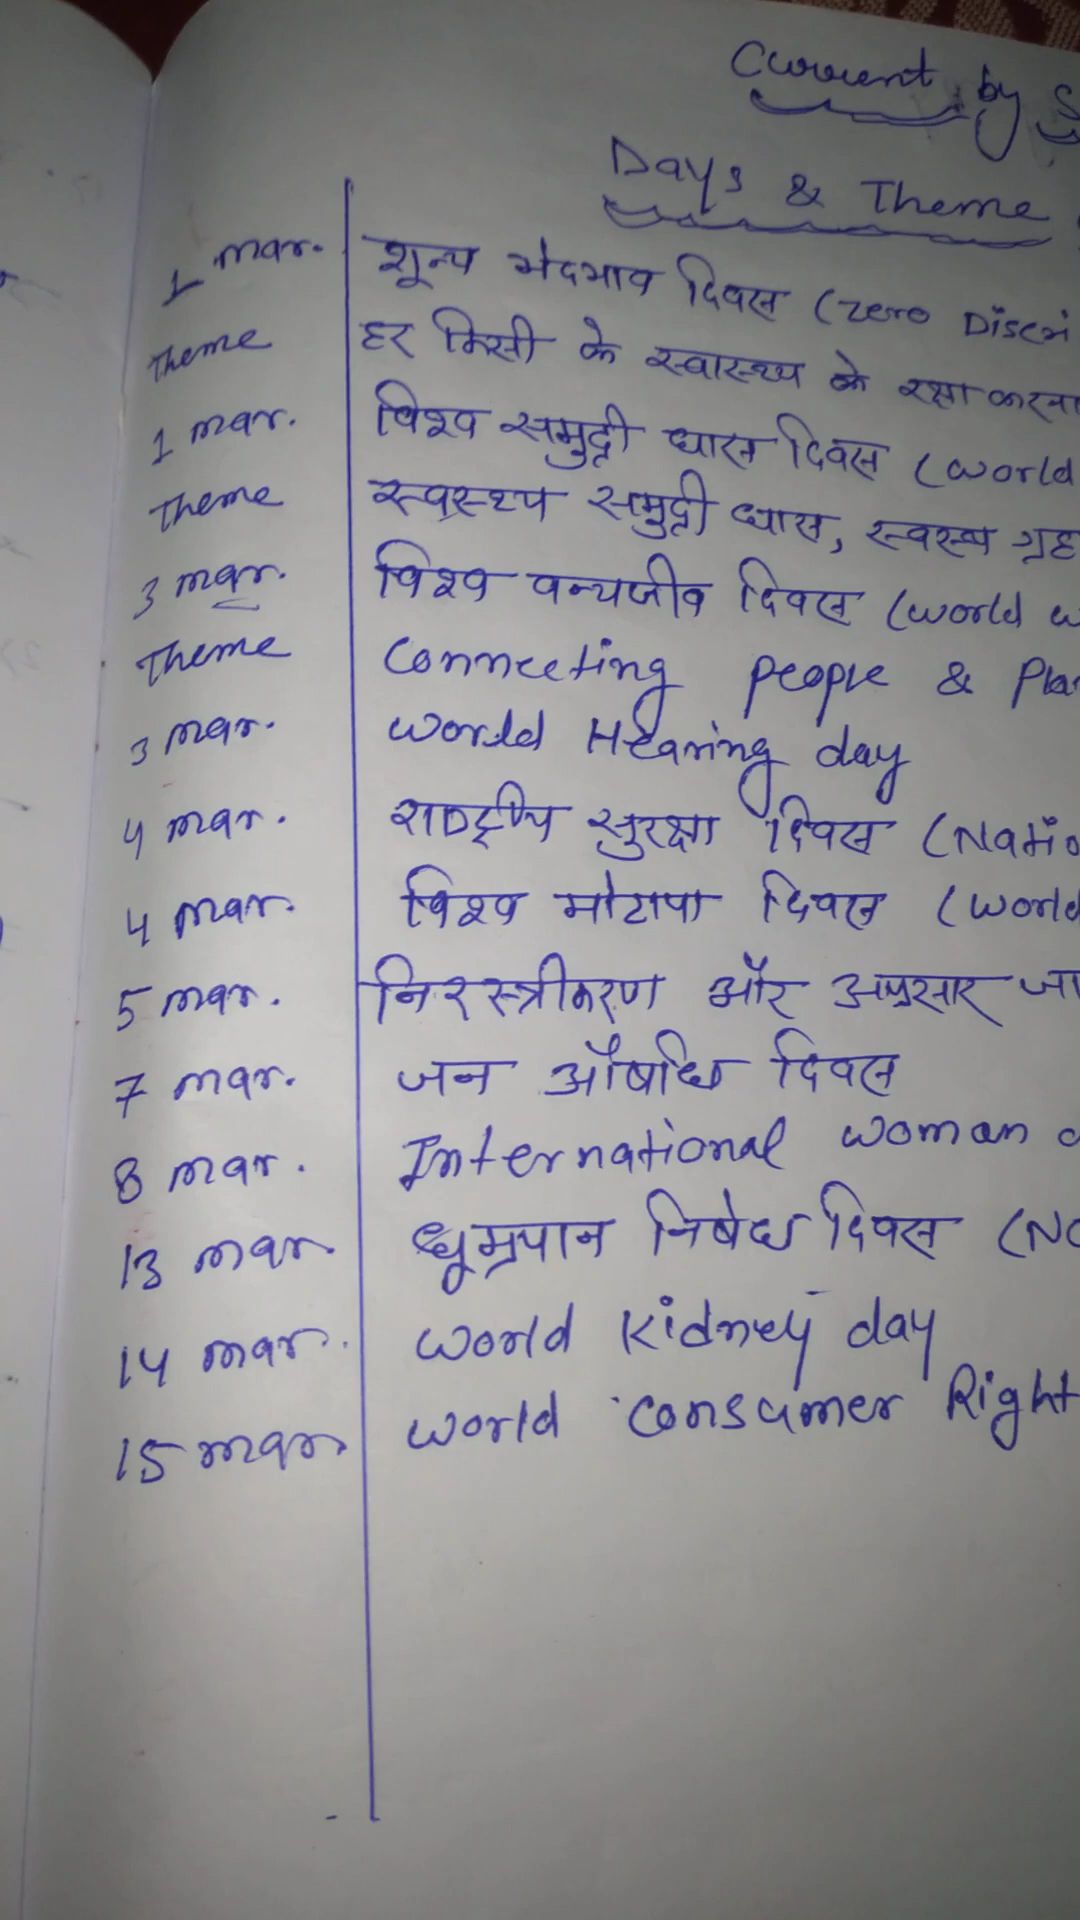 Current by S
Days & Theme
1 mar. शून्य भेदभाव दिवस (Zero Discri
Theme हर किसी के स्वास्थ्य के रक्षा करना
1 mar. विश्व समुद्री घास दिवस (world
Theme स्वस्थ्य समुद्री घास, स्वस्थ ग्रह
3 mar. विश्व वन्यजीव दिवस (world w
Theme Connecting people & Pla
3 mar. World Hearing day
4 mar. राष्ट्रीय सुरक्षा दिवस (Natio
4 mar. विश्व मोटापा दिवस (World
5 mar. निरस्त्रीकरण और अप्रसार जा
7 mar. जन औषधि दिवस
8 mar. International woman d
13 mar. धूम्रपान निषेध दिवस (No
14 mar. World Kidney day
15 mar. world Consumer Right